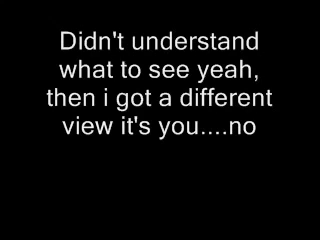 Didn't understand
what to see yeah,
then i got a different
view it's you....no